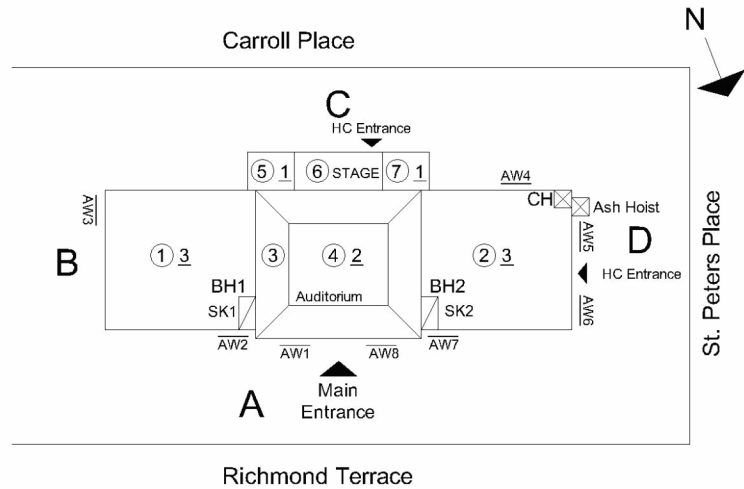 Carroll Place
N
C
HC Entrance
5 1 6 STAGE 7 1
AW4
AW3
CH
Ash Hoist
AW5
D
B
1 3
3
4 2
2 3
HC Entrance
BH1
BH2
SK1
Auditorium
SK2
AW6
AW2
AW1
AW8
AW7
A
Main
Entrance
St. Peters Place
Richmond Terrace